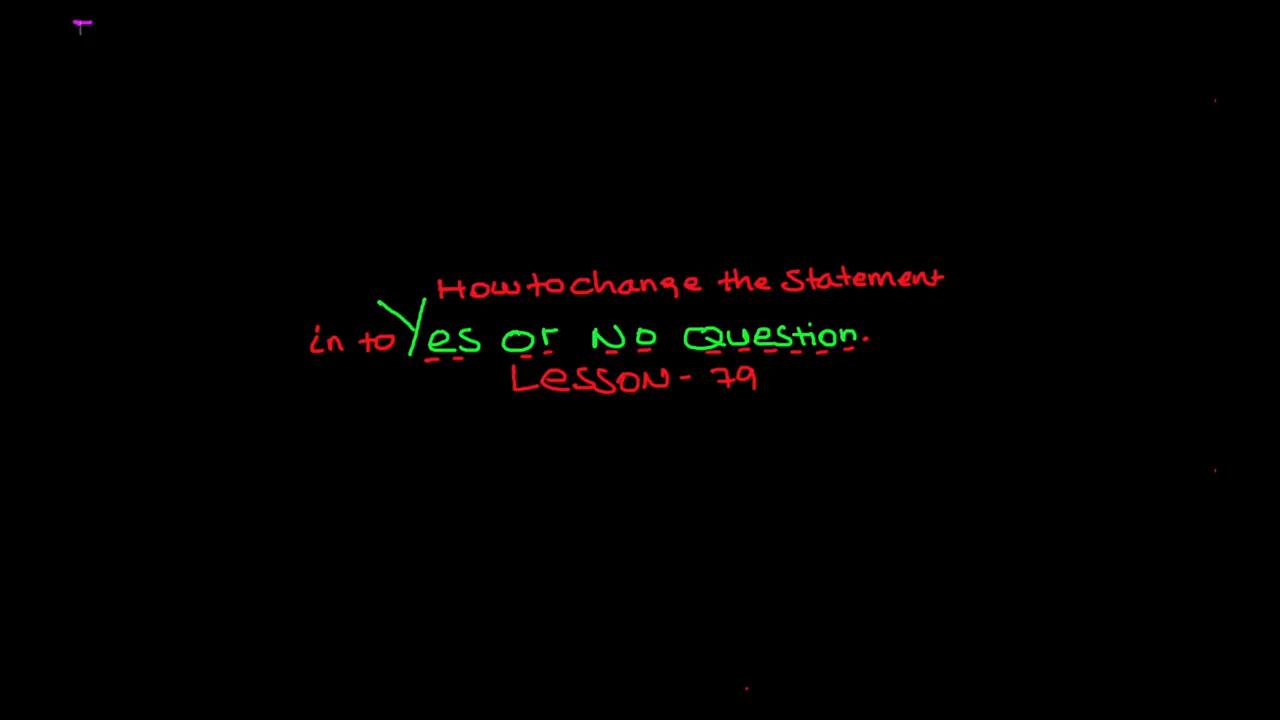 How to change the Statement
in to Yes or No Question.
Lesson - 79